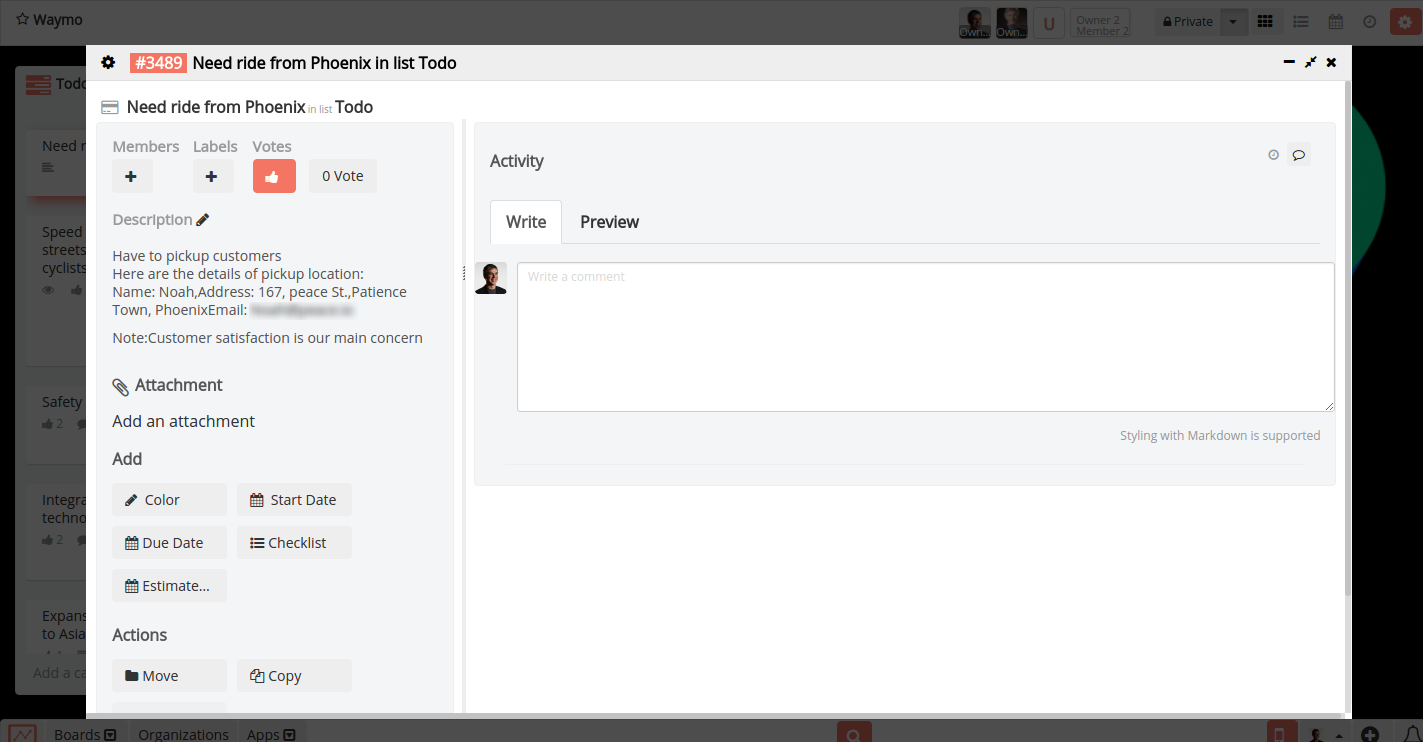 Waymo
Own...
Own...
U
Owner 2
Member 2
Private
Todo
#3489 Need ride from Phoenix in list Todo
Need ride from Phoenix in list Todo
Need r
Speed
streets
cyclists
Safety
2
Integra
techno
2
Expans
to Asia
Add a ca
Members
Labels
Votes
0 Vote
Description
Have to pickup customers
Here are the details of pickup location:
Name: Noah,Address: 167, peace St.,Patience
Town, PhoenixEmail:
Note:Customer satisfaction is our main concern
Attachment
Add an attachment
Add
Color
Start Date
Due Date
Checklist
Estimate...
Actions
Move
Copy
Activity
Write
Preview
Write a comment
Styling with Markdown is supported
Boards
Organizations
Apps